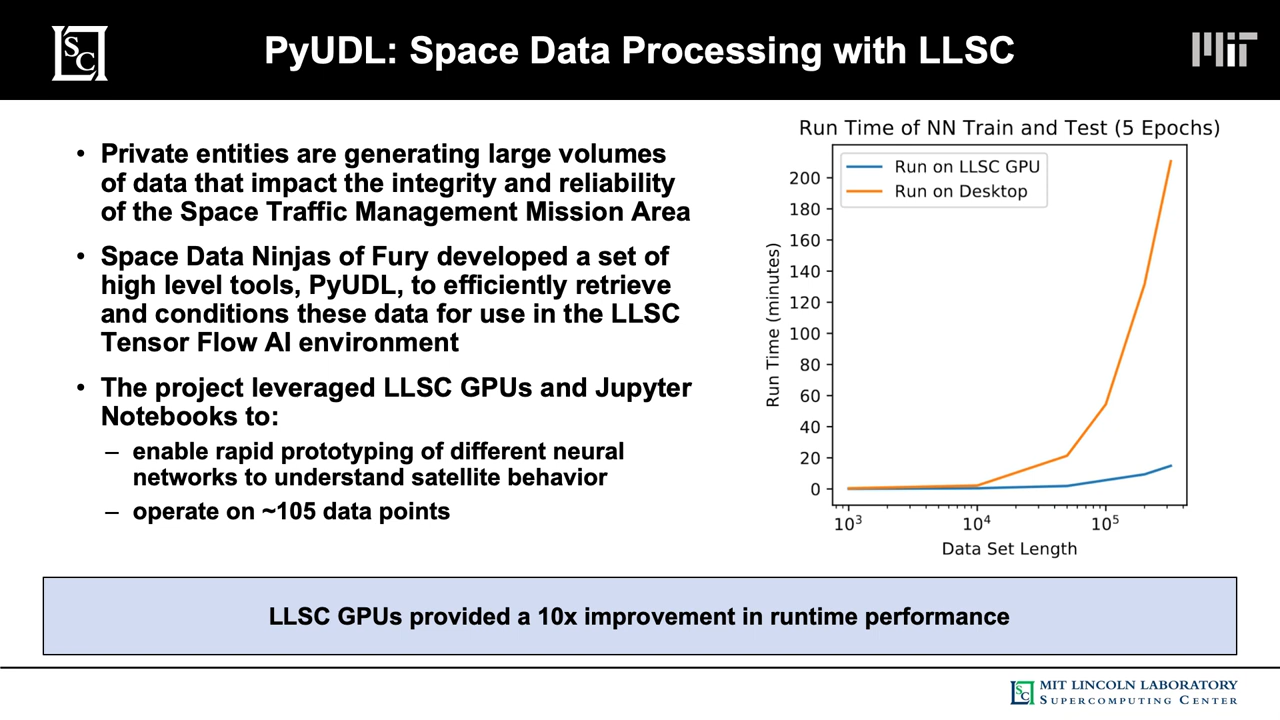 SC
PyUDL: Space Data Processing with LLSC
MIT
• Private entities are generating large volumes
of data that impact the integrity and reliability
of the Space Traffic Management Mission Area
• Space Data Ninjas of Fury developed a set of
high level tools, PyUDL, to efficiently retrieve
and conditions these data for use in the LLSC
Tensor Flow AI environment
• The project leveraged LLSC GPUs and Jupyter
Notebooks to:
– enable rapid prototyping of different neural
networks to understand satellite behavior
– operate on ~105 data points
Run Time of NN Train and Test (5 Epochs)
Run on LLSC GPU
Run on Desktop
Run Time (minutes)
200
180
160
140
120
100
80
60
40
20
0
10³ 10⁴ 10⁵
Data Set Length
LLSC GPUs provided a 10x improvement in runtime performance
SC
MIT LINCOLN LABORATORY
SUPERCOMPUTING CENTER